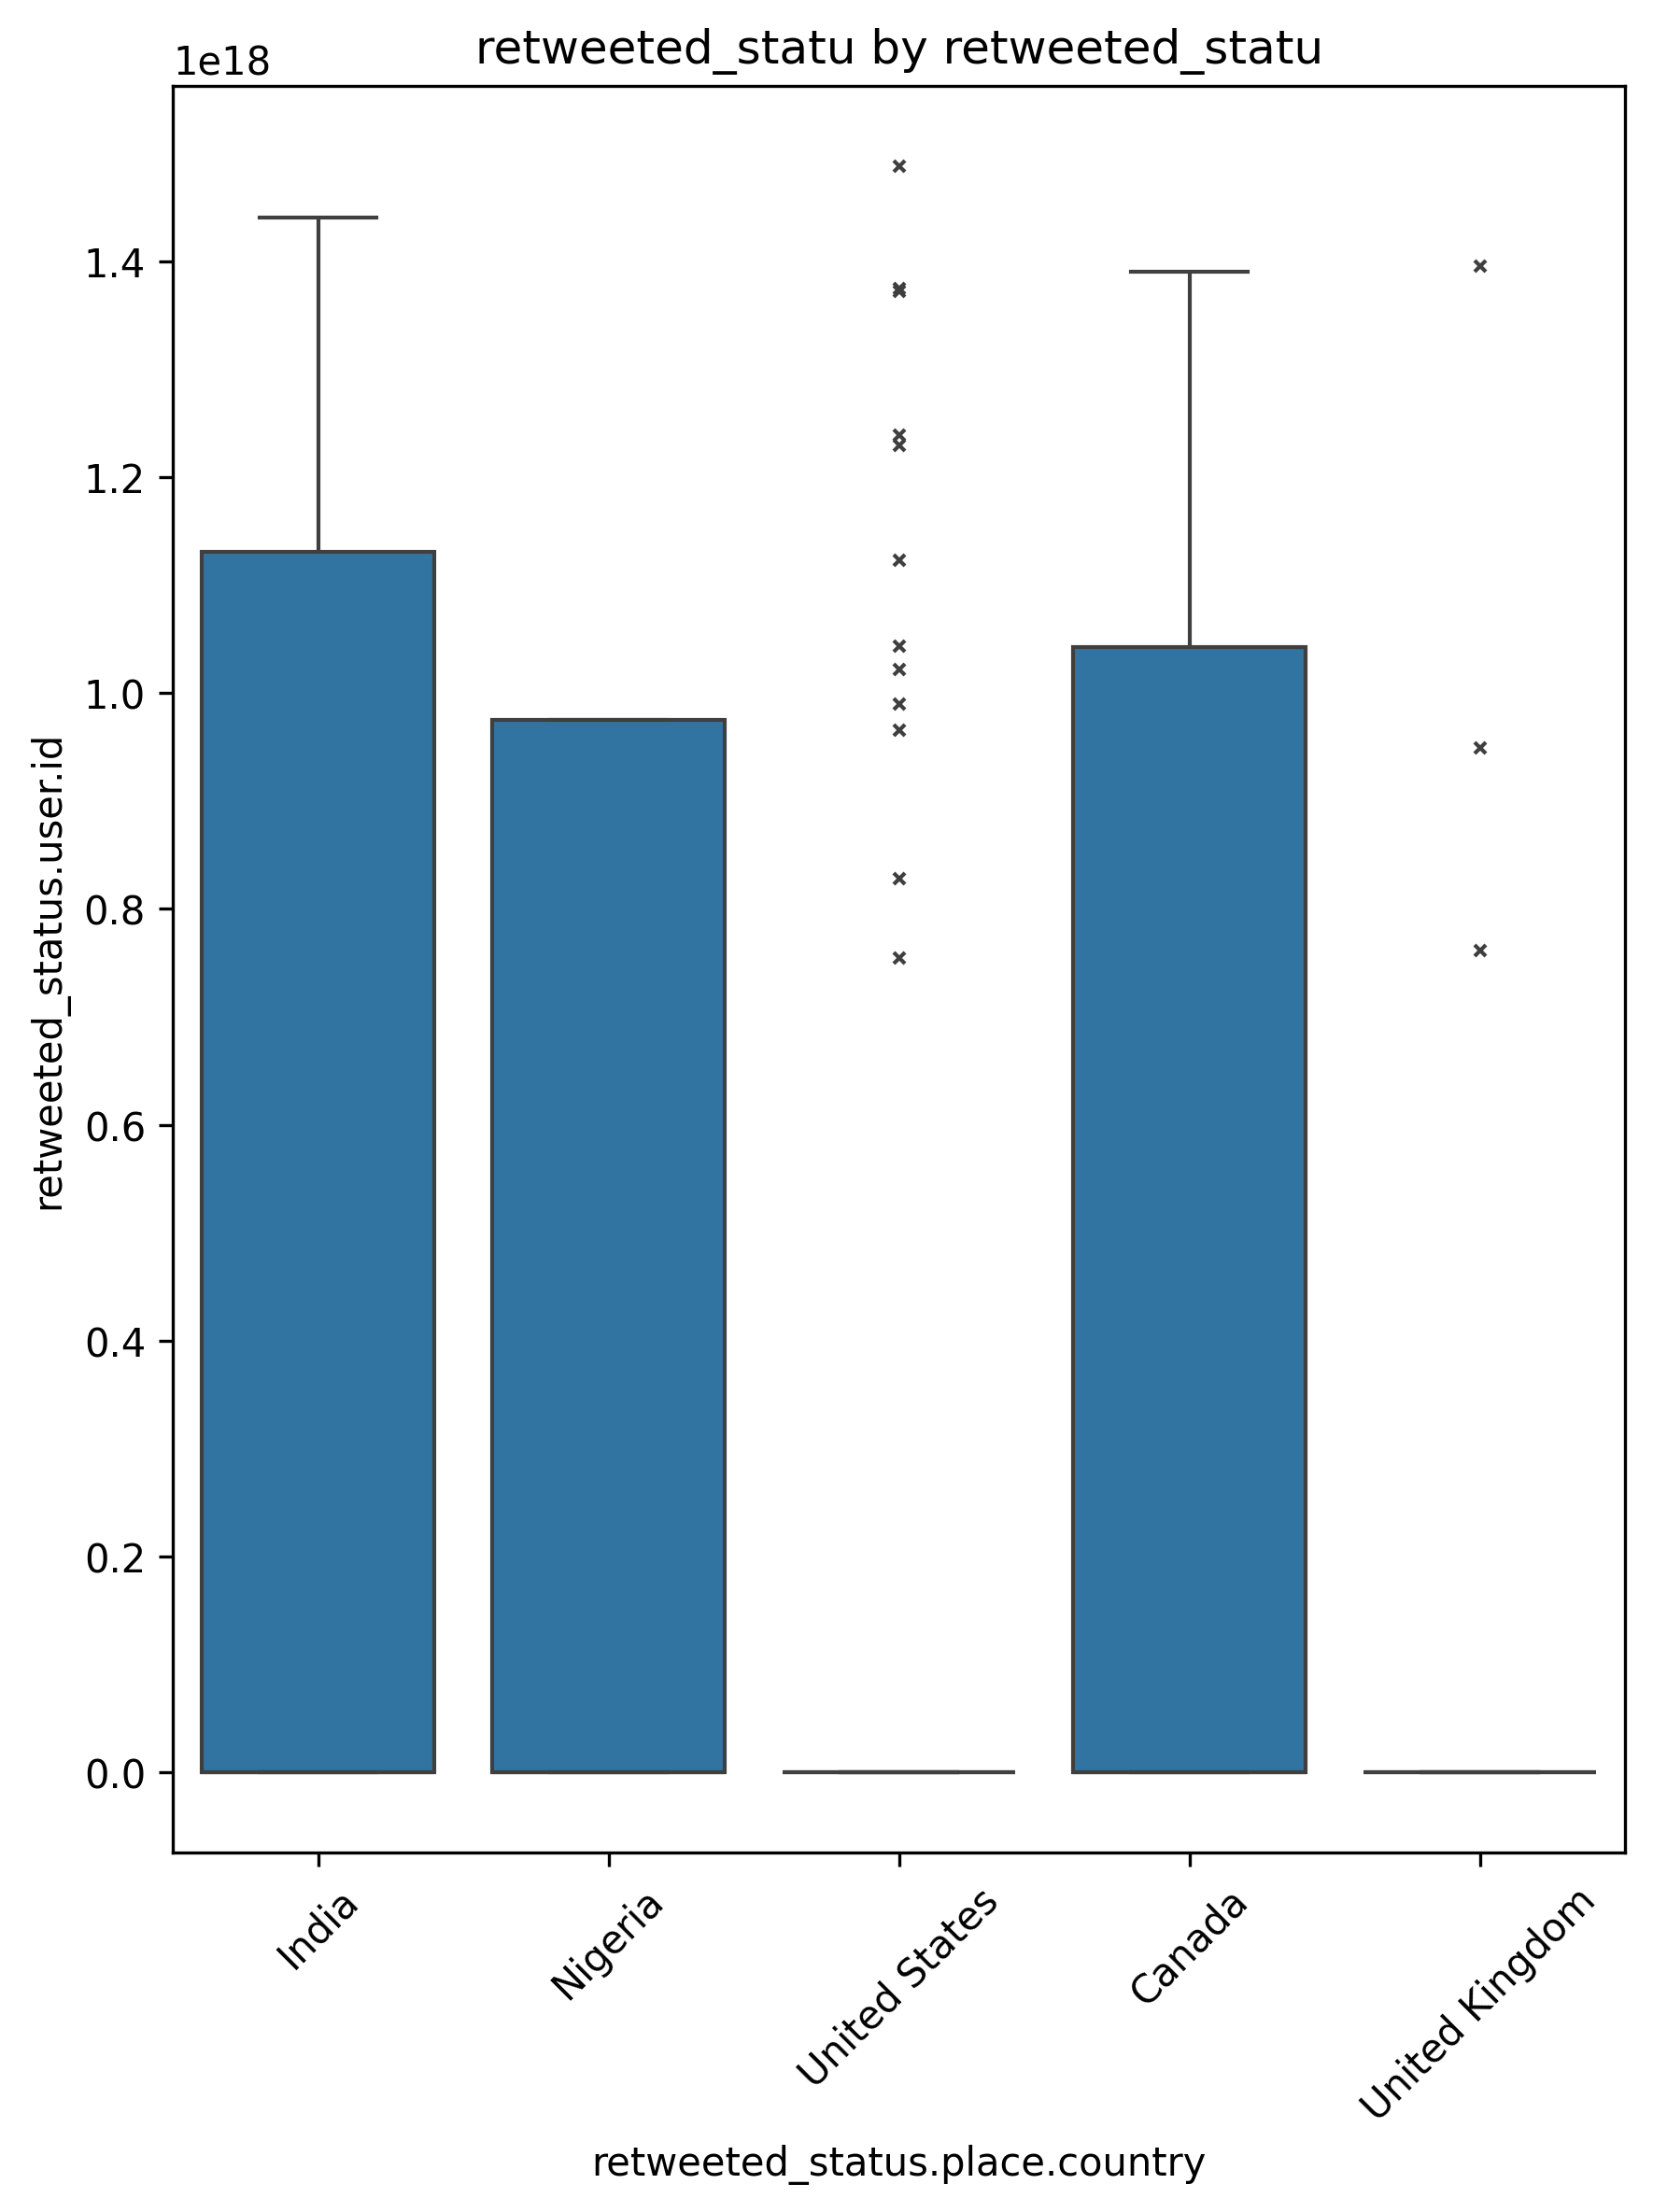 retweeted_statu by retweeted_statu
1e18
1.4
1.2
1.0
0.8
0.6
0.4
0.2
0.0
retweeted_status.user.id
India
Nigeria
United States
Canada
United Kingdom
retweeted_status.place.country